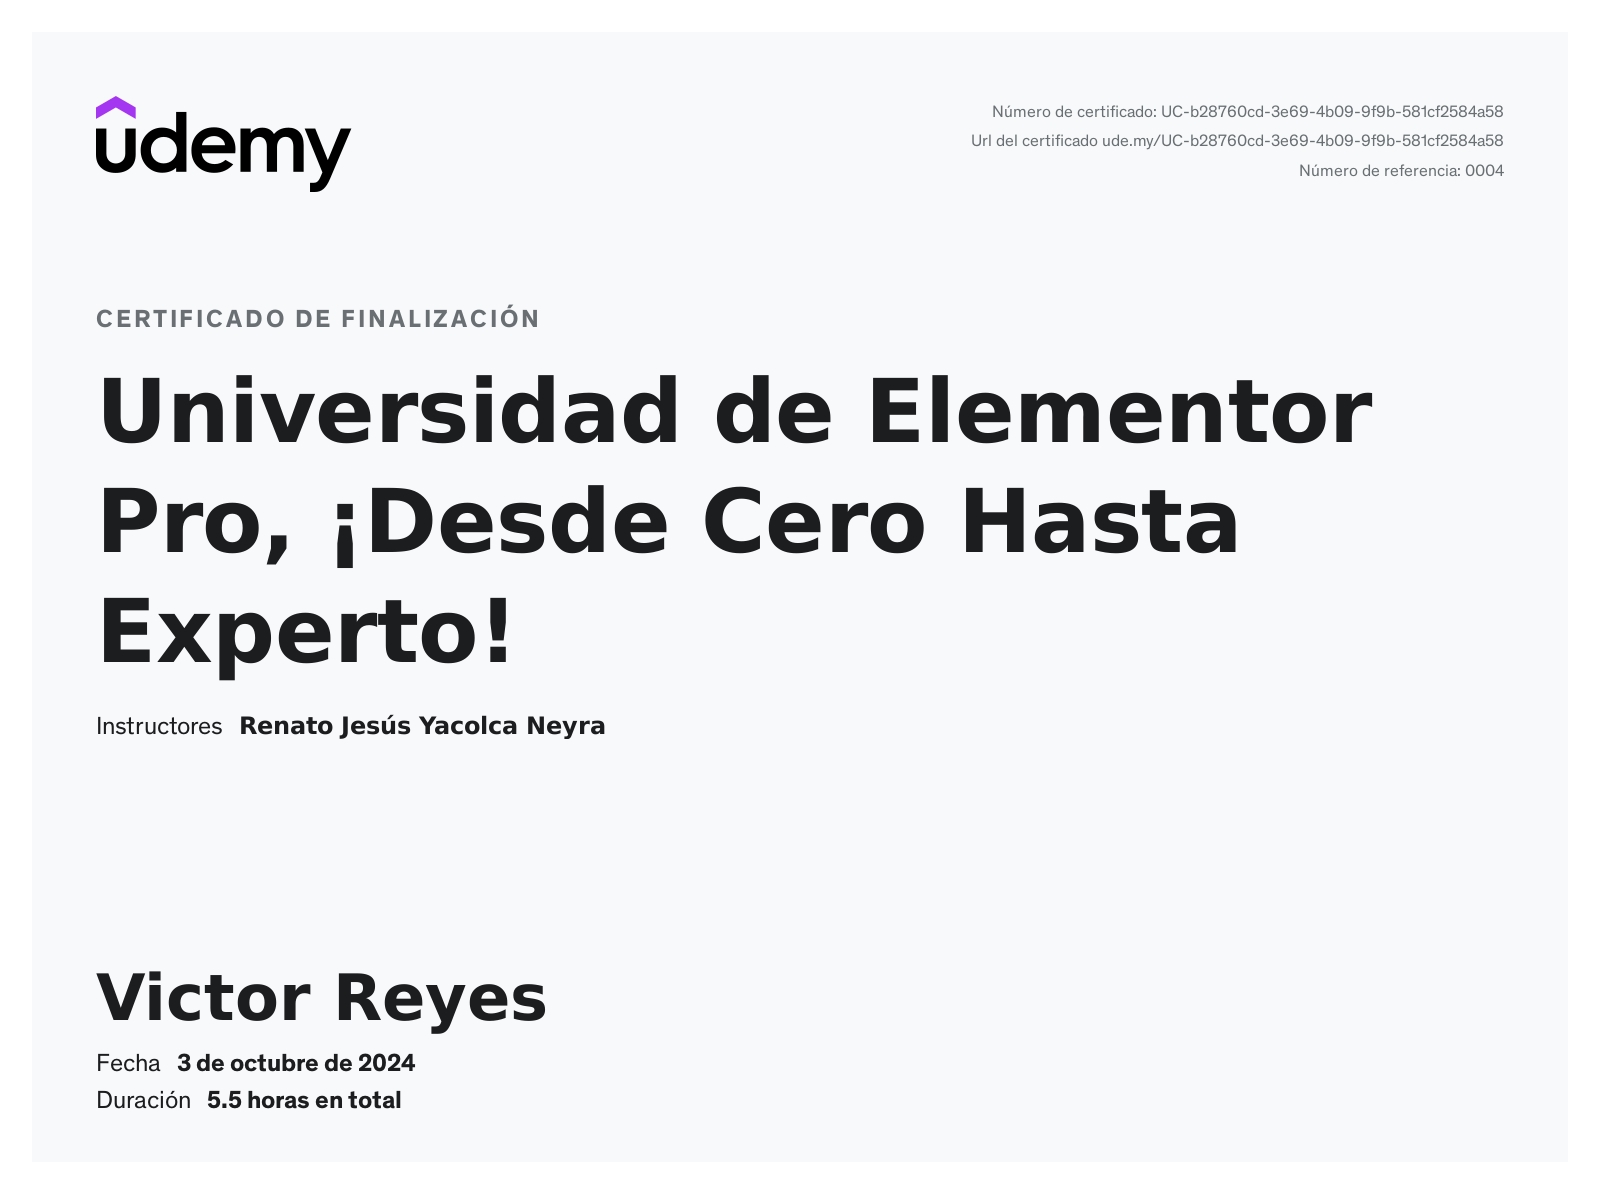 udemy
Número de certificado: UC-b28760cd-3e69-4b09-9f9b-581cf2584a58
Url del certificado ude.my/UC-b28760cd-3e69-4b09-9f9b-581cf2584a58
Número de referencia: 0004
CERTIFICADO DE FINALIZACIÓN
Universidad de Elementor
Pro, ¡Desde Cero Hasta
Experto!
Instructores Renato Jesús Yacolca Neyra
Victor Reyes
Fecha 3 de octubre de 2024
Duración 5.5 horas en total